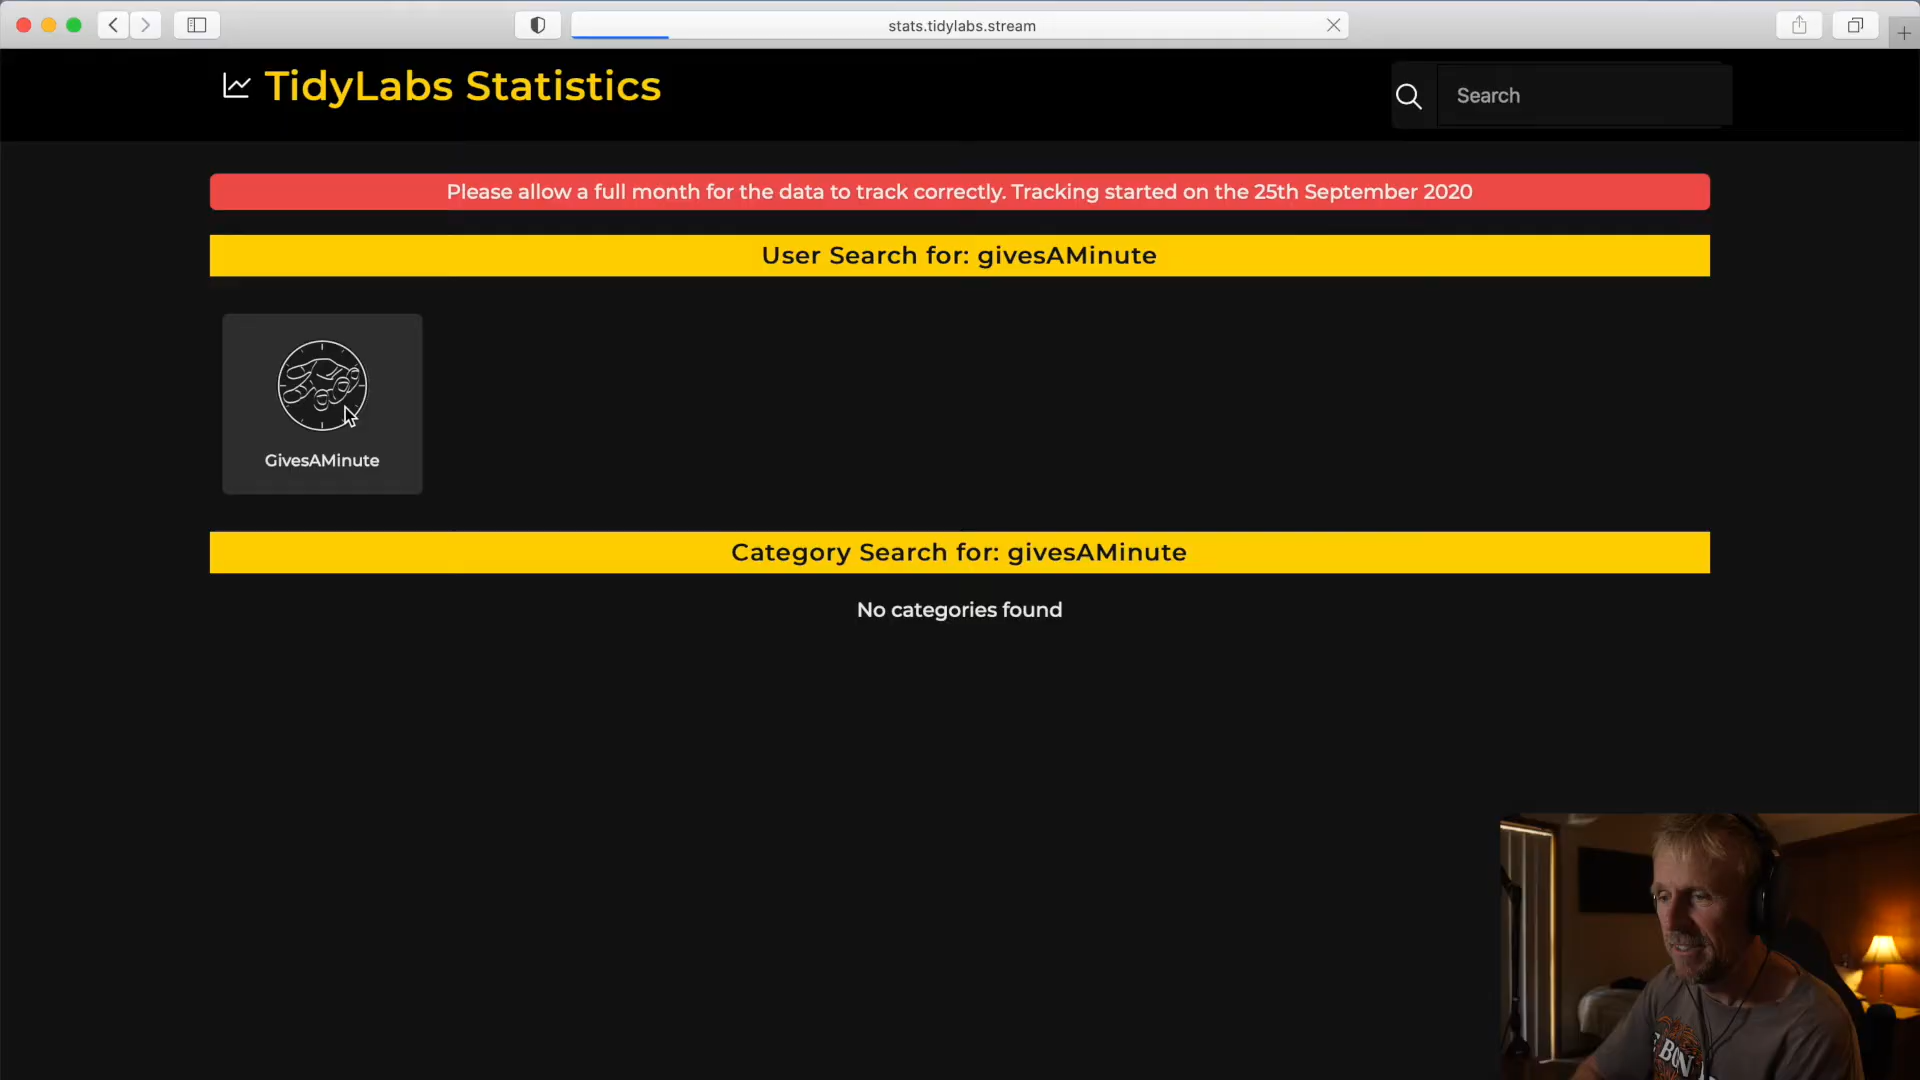 stats.tidylabs.stream
TidyLabs Statistics
Search
Please allow a full month for the data to track correctly. Tracking started on the 25th September 2020
User Search for: givesAMinute
GivesAMinute
Category Search for: givesAMinute
No categories found
BON